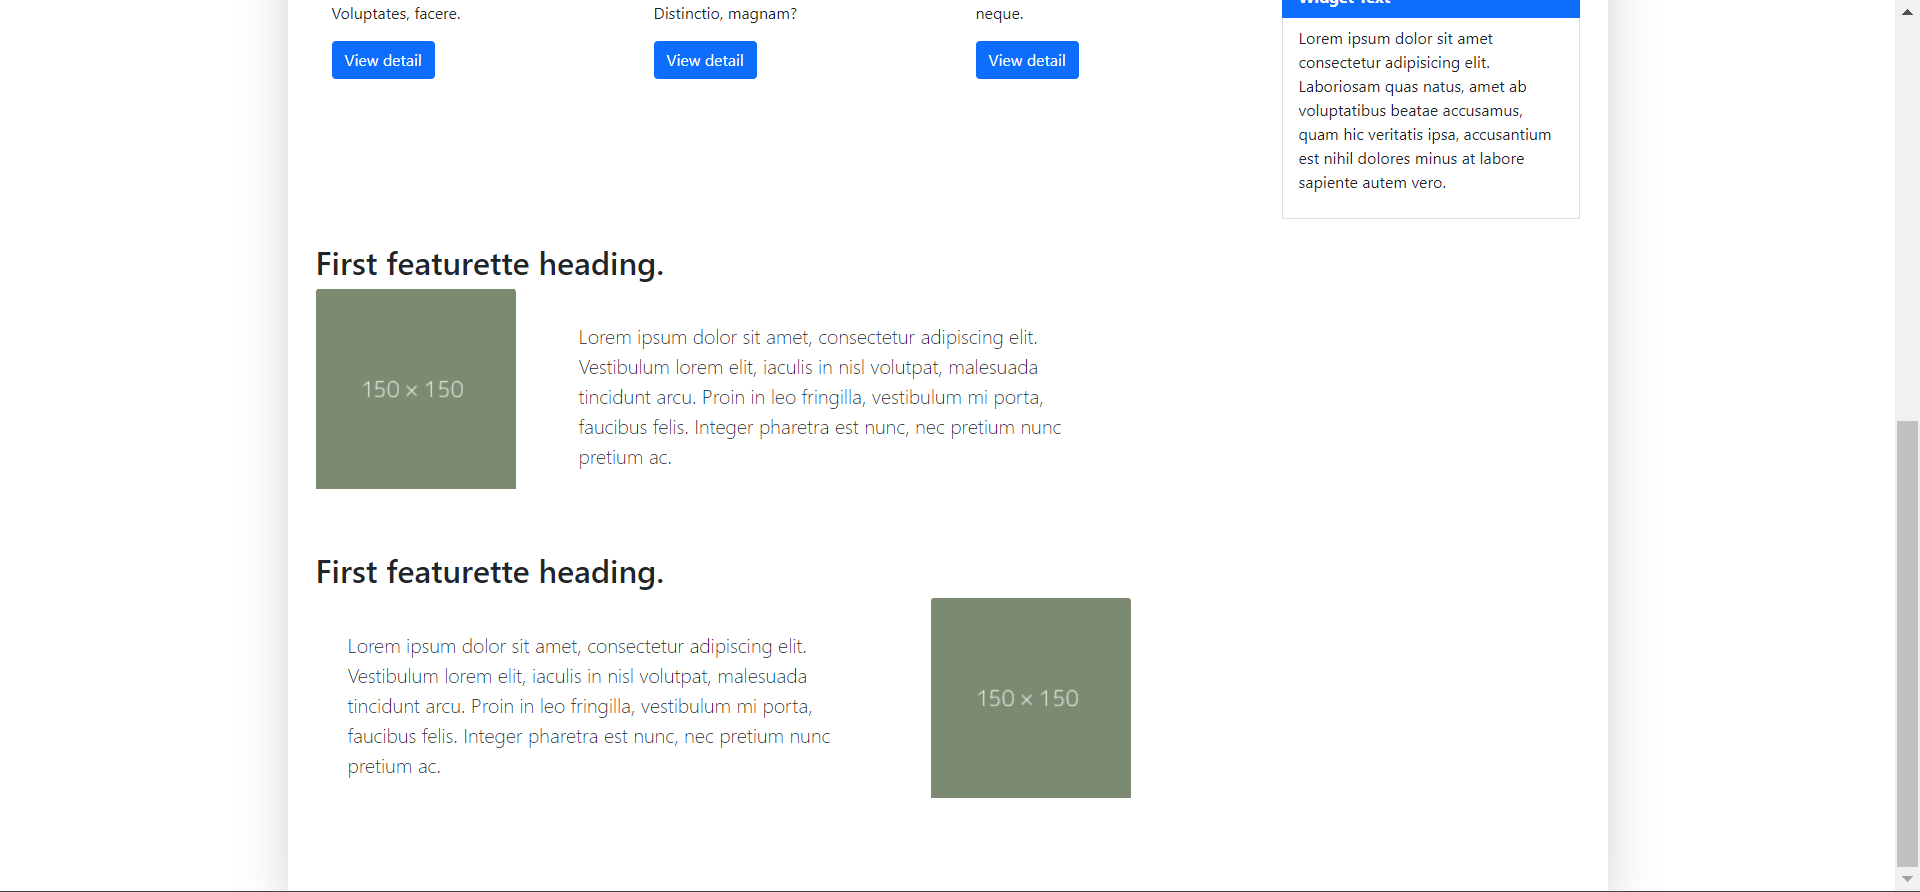 Voluptates, facere.
Distinctio, magnam?
neque.
View detail
View detail
View detail
Widget Text
Lorem ipsum dolor sit amet
consectetur adipisicing elit.
Laboriosam quas natus, amet ab
voluptatibus beatae accusamus,
quam hic veritatis ipsa, accusantium
est nihil dolores minus at labore
sapiente autem vero.
First featurette heading.
150 × 150
Lorem ipsum dolor sit amet, consectetur adipiscing elit.
Vestibulum lorem elit, iaculis in nisl volutpat, malesuada
tincidunt arcu. Proin in leo fringilla, vestibulum mi porta,
faucibus felis. Integer pharetra est nunc, nec pretium nunc
pretium ac.
First featurette heading.
Lorem ipsum dolor sit amet, consectetur adipiscing elit.
Vestibulum lorem elit, iaculis in nisl volutpat, malesuada
tincidunt arcu. Proin in leo fringilla, vestibulum mi porta,
faucibus felis. Integer pharetra est nunc, nec pretium nunc
pretium ac.
150 × 150